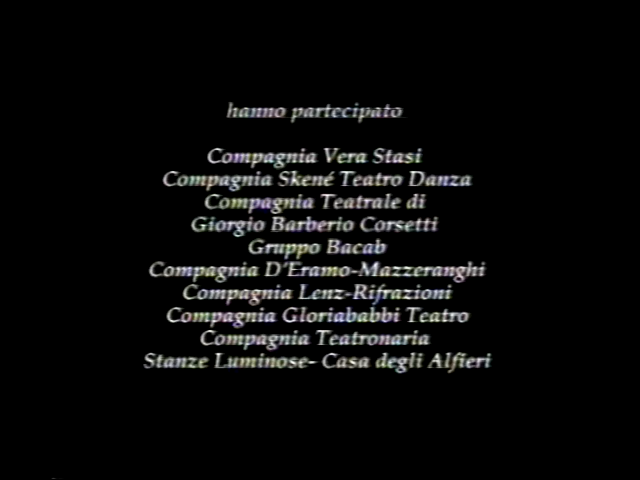 hanno partecipato
Compagnia Vera Stasi
Compagnia Skené Teatro Danza
Compagnia Teatrale di
Giorgio Barberio Corsetti
Gruppo Bacab
Compagnia D'Eramo-Mazzeranghi
Compagnia Lenz-Rifrazioni
Compagnia Gloriababbi Teatro
Compagnia Teatronaria
Stanze Luminose- Casa degli Alfieri